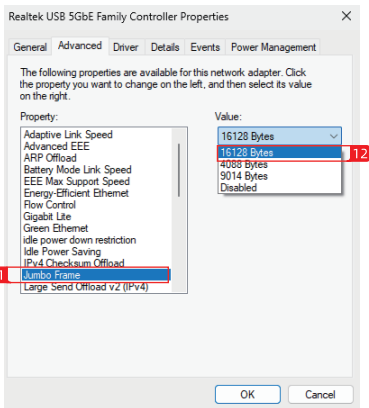 Realtek USB 5GbE Family Controller Properties
General Advanced Driver Details Events Power Management
The following properties are available for this network adapter. Click
the property you want to change on the left, and then select its value
on the right.
Property:
Adaptive Link Speed
Advanced EEE
ARP Offload
Battery Mode Link Speed
EEE Max Support Speed
Energy-Efficient Ethernet
Flow Control
Gigabit Lite
Green Ethernet
idle power down restriction
Idle Power Saving
IPv4 Checksum Offload
Jumbo Frame
Large Send Offload v2 (IPv4)
Value:
16128 Bytes
16128 Bytes
4088 Bytes
9014 Bytes
Disabled
12
OK Cancel